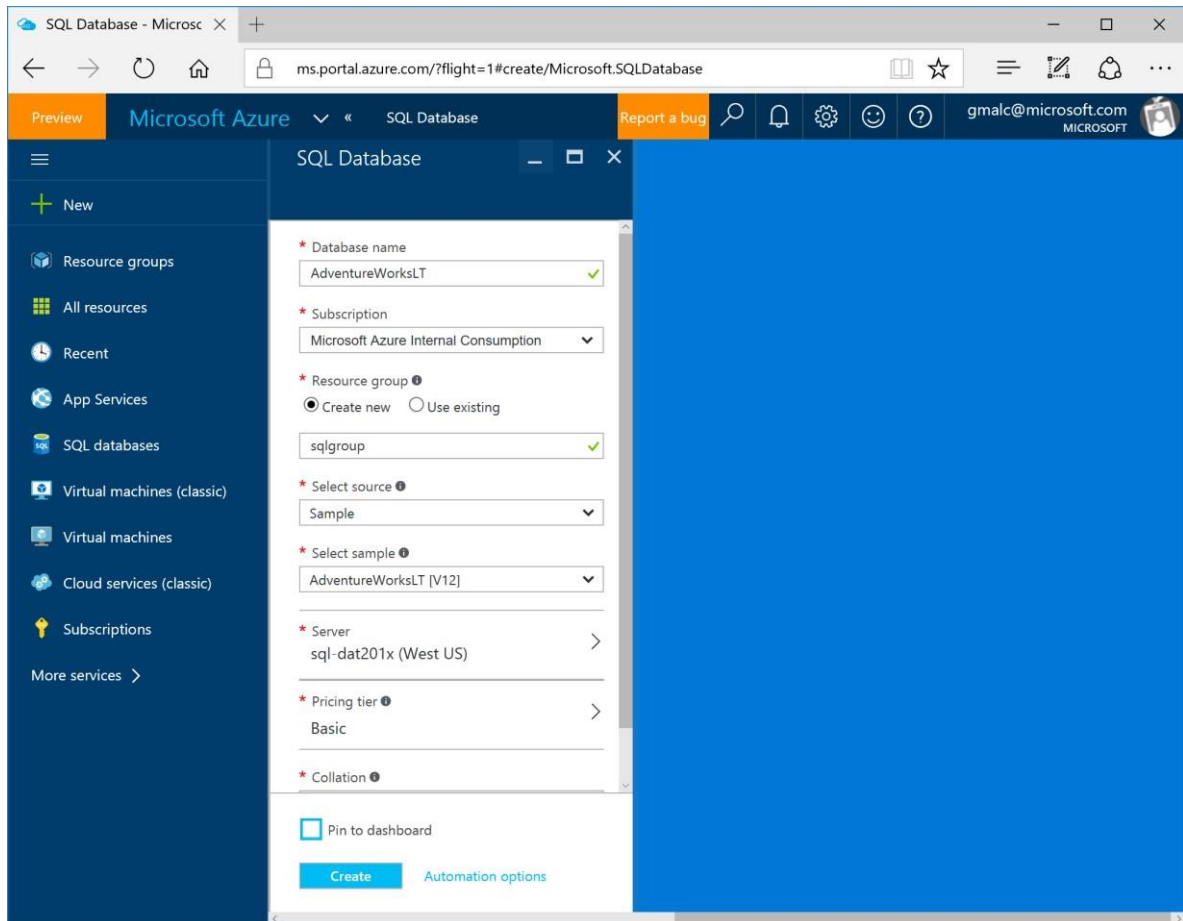 SQL Database - Microsc
ms.portal.azure.com/?flight=1#create/Microsoft.SQLDatabase
Preview
Microsoft Azure
SQL Database
Report a bug
gmalc@microsoft.com
MICROSOFT
New
Resource groups
All resources
Recent
App Services
SQL databases
Virtual machines (classic)
Virtual machines
Cloud services (classic)
Subscriptions
More services
SQL Database
* Database name
AdventureWorksLT
* Subscription
Microsoft Azure Internal Consumption
* Resource group
Create new Use existing
sqlgroup
* Select source
Sample
* Select sample
AdventureWorksLT [V12]
* Server
sql-dat201x (West US)
* Pricing tier
Basic
* Collation
Pin to dashboard
Create Automation options